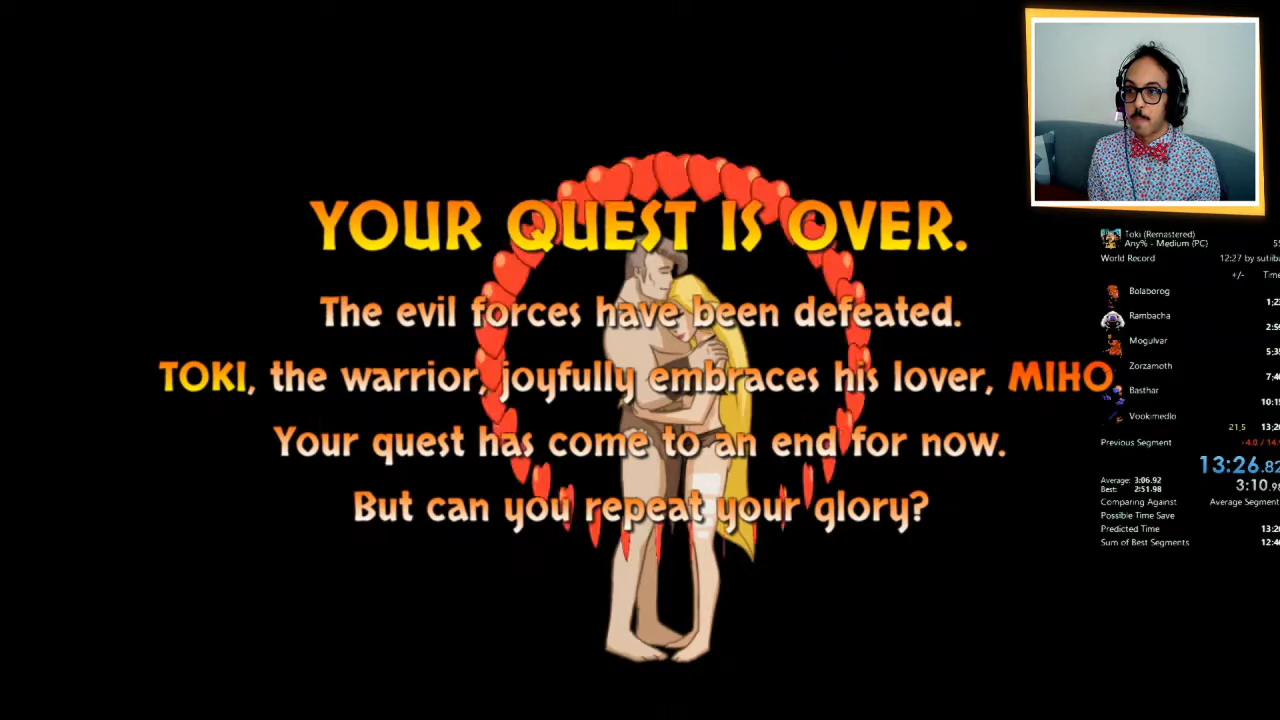 YOUR QUEST IS OVER.
The evil forces have been defeated.
TOKI, the warrior, joyfully embraces his lover, MIHO
Your quest has come to an end for now.
But can you repeat your glory?
Toki (Remastered)
Any% - Medium (PC)
World Record 12:27 by
+/- Time
Bolaborog
Rambacha
Mogulvar
Zorzamoth
Basthar
Vookimedlo 21,5
Previous Segment
13:26.82
Average: 3:06.92
Best: 2:51.98
3:10
Comparing Against Average Segment
Possible Time Save
Predicted Time
Sum of Best Segments